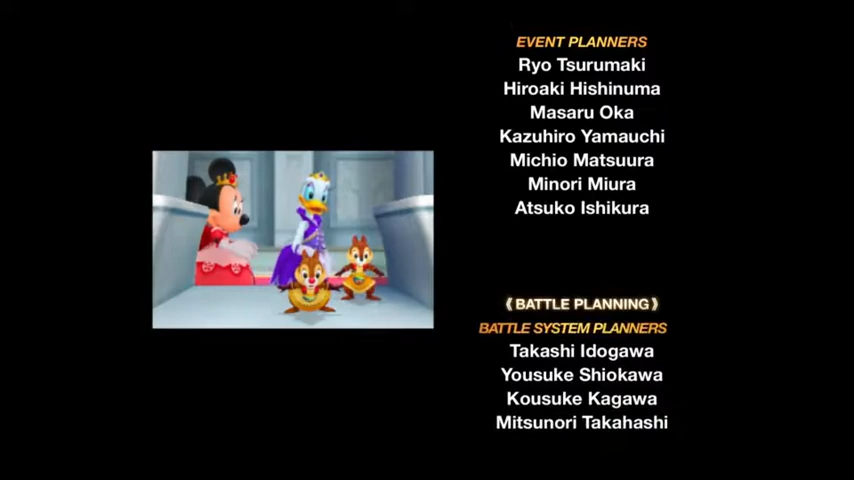 EVENT PLANNERS
Ryo Tsurumaki
Hiroaki Hishinuma
Masaru Oka
Kazuhiro Yamauchi
Michio Matsuura
Minori Miura
Atsuko Ishikura
《BATTLE PLANNING》
BATTLE SYSTEM PLANNERS
Takashi Idogawa
Yousuke Shiokawa
Kousuke Kagawa
Mitsunori Takahashi